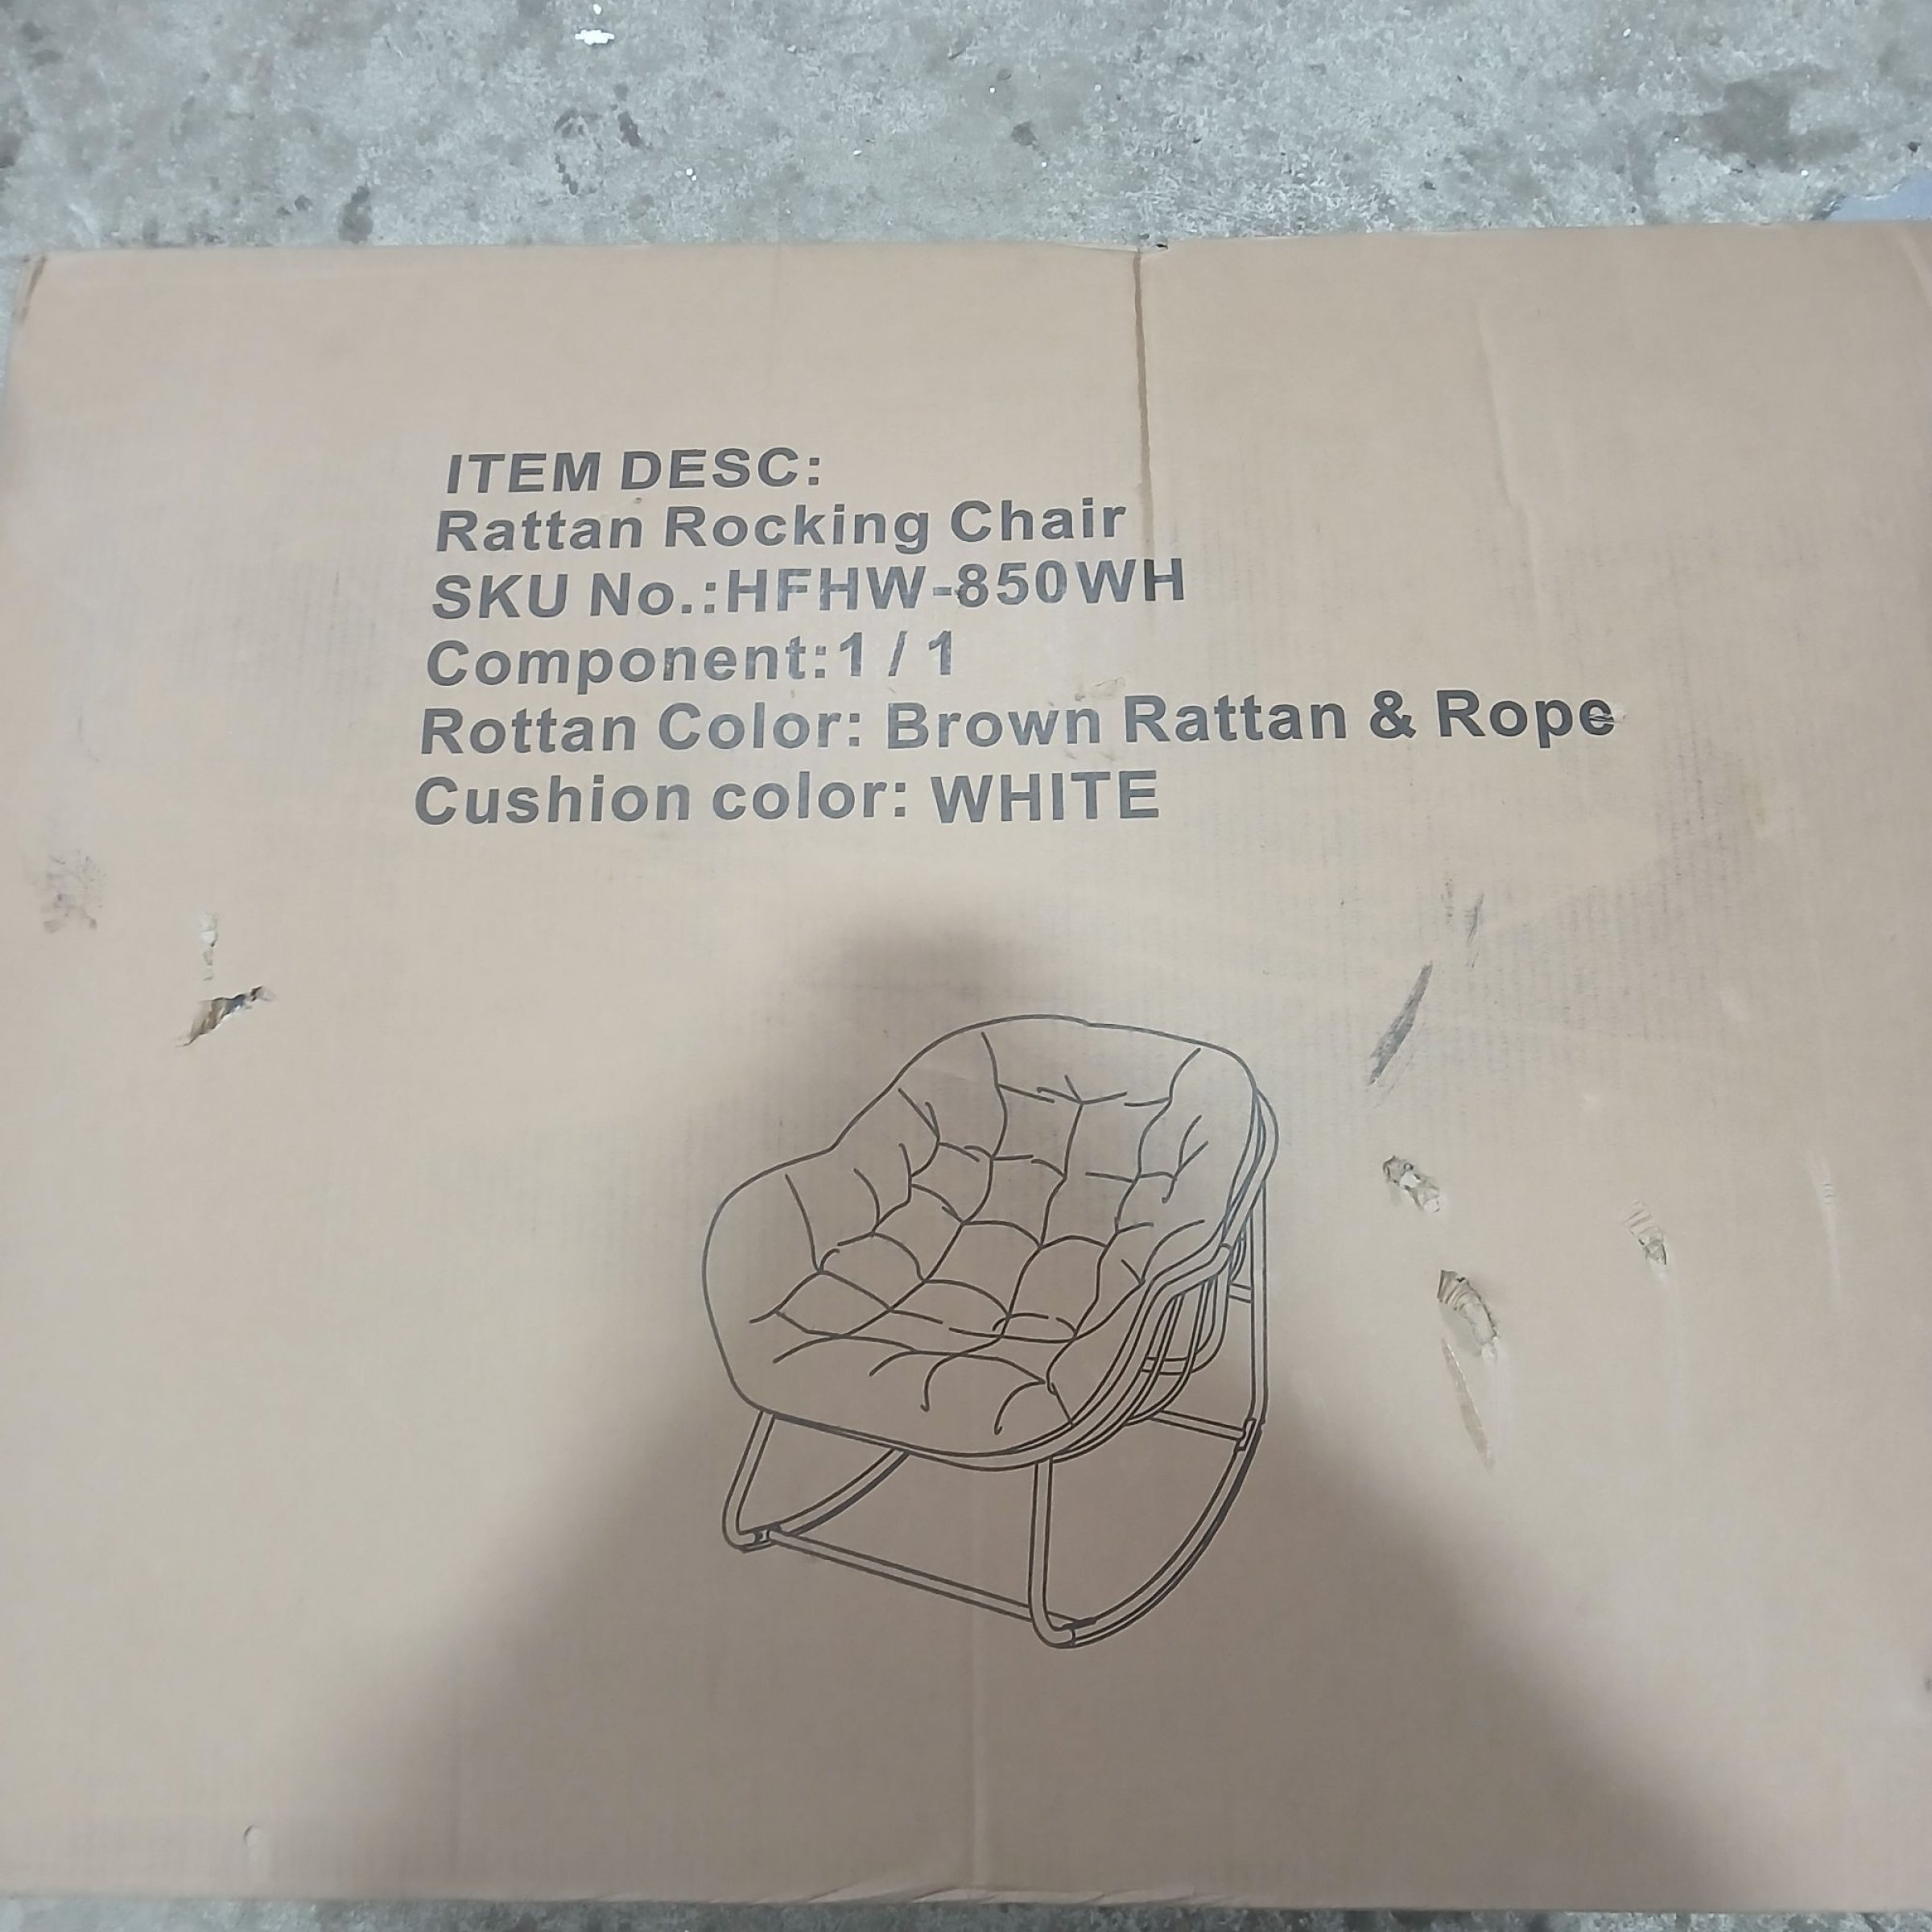 ITEM DESC:
Rattan Rocking Chair
SKU No.:HFHW-850WH
Component:1 / 1
Rottan Color: Brown Rattan & Rope
Cushion color: WHITE